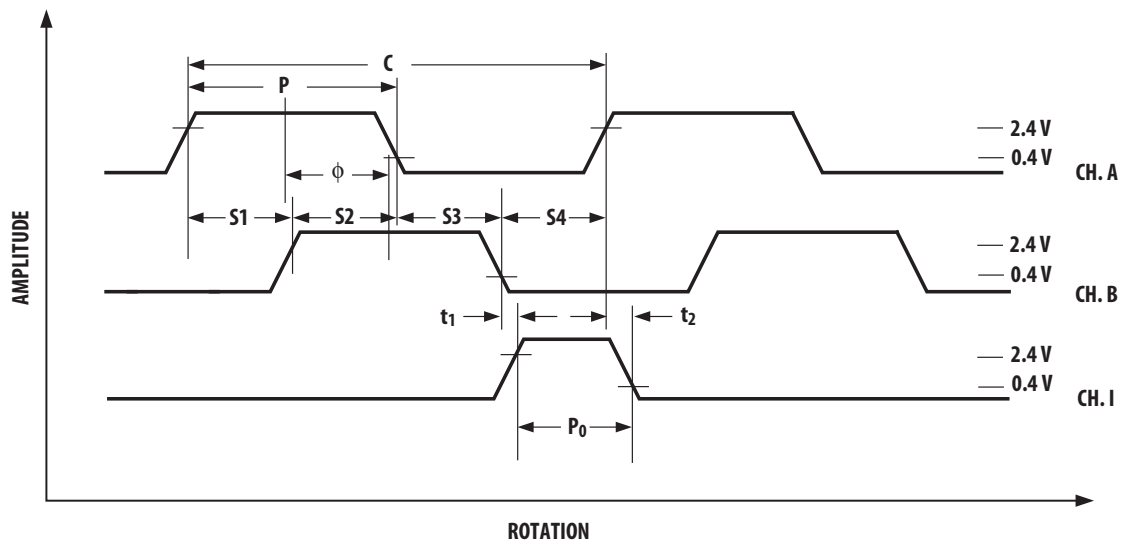 C
P
2.4 V
0.4 V
CH. A
ϕ
S1 S2 S3 S4
AMPLITUDE
2.4 V
0.4 V
CH. B
t₁ t₂
2.4 V
0.4 V
CH. I
P₀
ROTATION